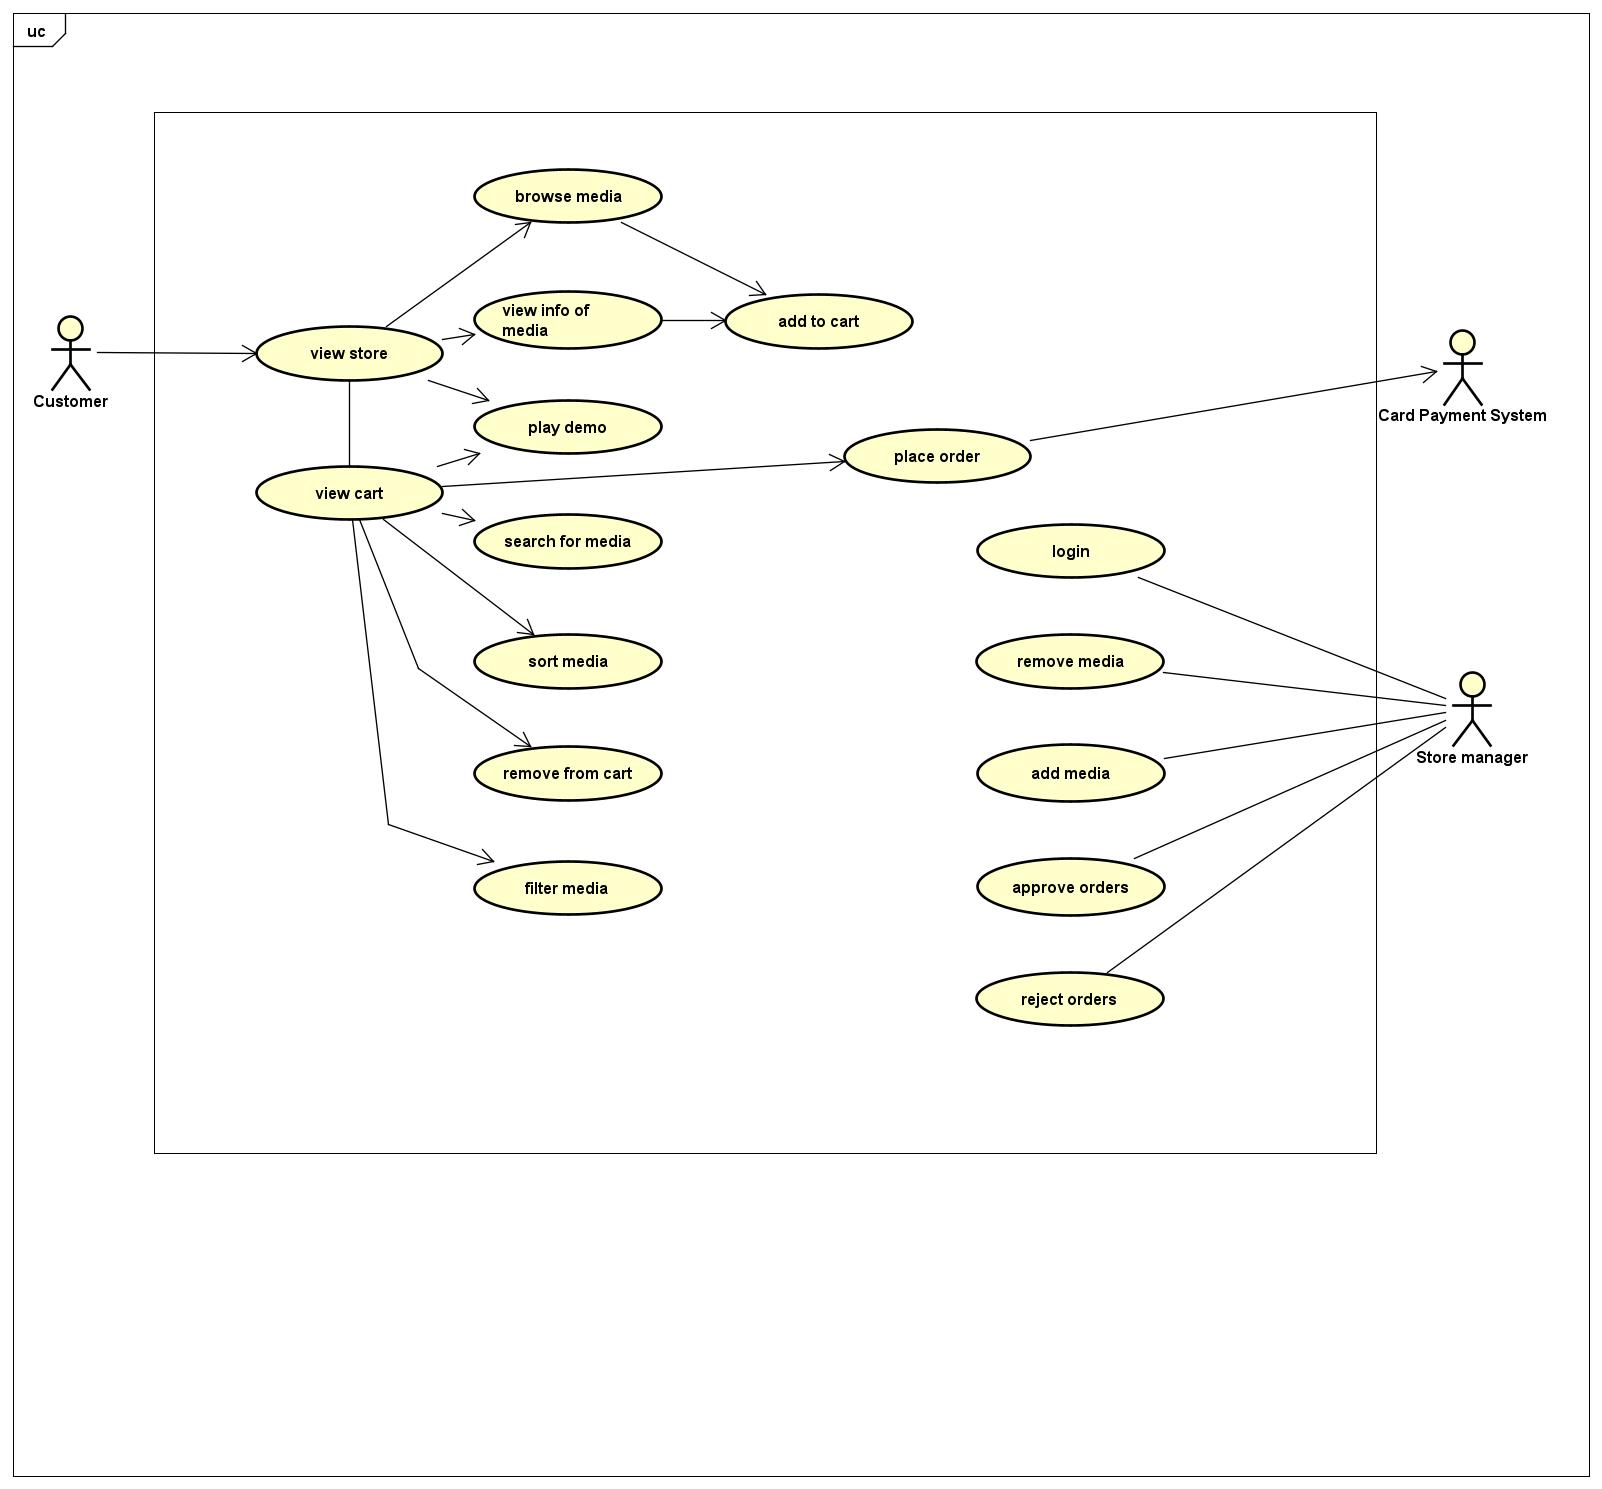 uc
browse media
view info of
media
add to cart
view store
Customer
Card Payment System
play demo
place order
view cart
search for media
login
sort media
remove media
Store manager
remove from cart
add media
filter media
approve orders
reject orders